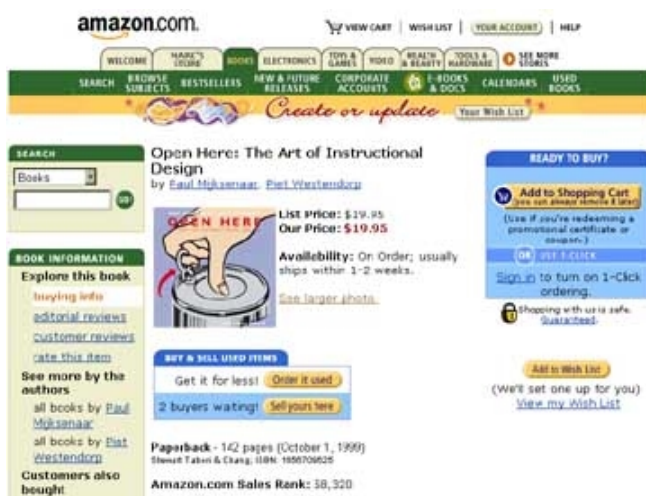 amazon.com.
VIEW CART | WISH LIST | YOUR ACCOUNT | HELP
WELCOME
STORE
BOOKS
ELECTRONICS
TOYS & GAMES
VIDEO
HEALTH & BEAUTY
TOOLS & HARDWARE
SEE MORE STORES
SEARCH
BROWSE SUBJECTS
BESTSELLERS
NEW & FUTURE RELEASES
CORPORATE ACCOUNTS
E-BOOKS & DOCS
CALENDARS
USED BOOKS
Create or update Your Wish List
SEARCH
Books
GO!
BOOK INFORMATION
Explore this book
buying info
editorial reviews
customer reviews
rate this item
See more by the
authors
all books by Paul
Mijksenaar
all books by Piet
Westendorp
Customers also
bought
Open Here: The Art of Instructional
Design
by Paul Mijksenaar, Piet Westendorp
OPEN HERE
List Price: $19.95
Our Price: $19.95
Availability: On Order; usually
ships within 1-2 weeks.
See larger photo
BUY & SELL USED ITEMS
Get it for less! Order it used
2 buyers waiting! Sell yours here
Paperback - 142 pages (October 1, 1999)
Stewart Tabori & Chang; ISBN:
Amazon.com Sales Rank: 58,320
READY TO BUY?
Add to Shopping Cart
(you can always remove it later)
(Use if you're redeeming a
promotional certificate or
coupon.)
OR USE 1-CLICK
Sign in to turn on 1-Click
ordering.
Shopping with us is safe.
Guaranteed.
Add to Wish List
(We'll set one up for you)
View my Wish List